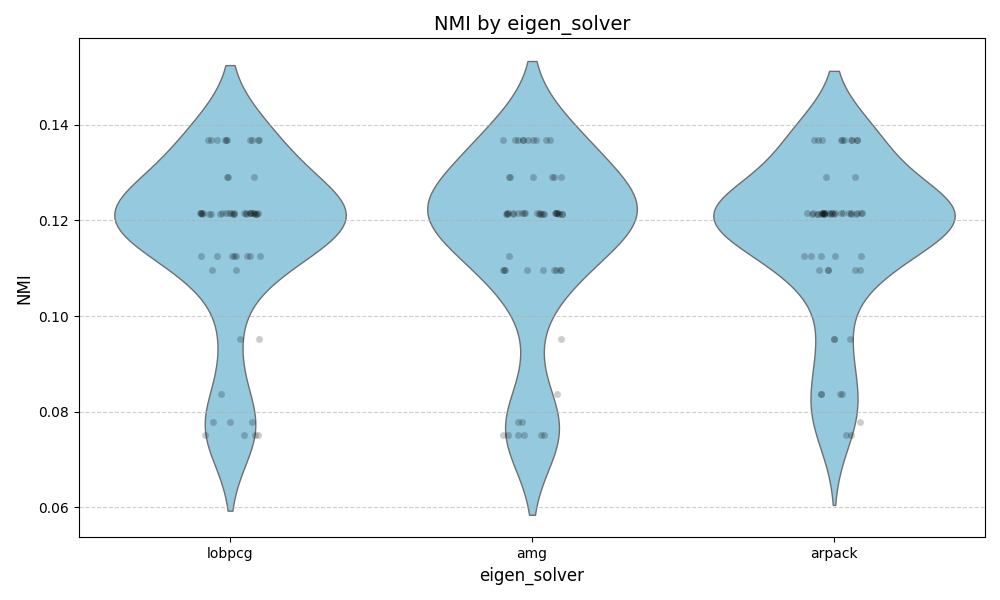 NMI by eigen_solver
NMI
0.14
0.12
0.10
0.08
0.06
lobpcg
amg
arpack
eigen_solver